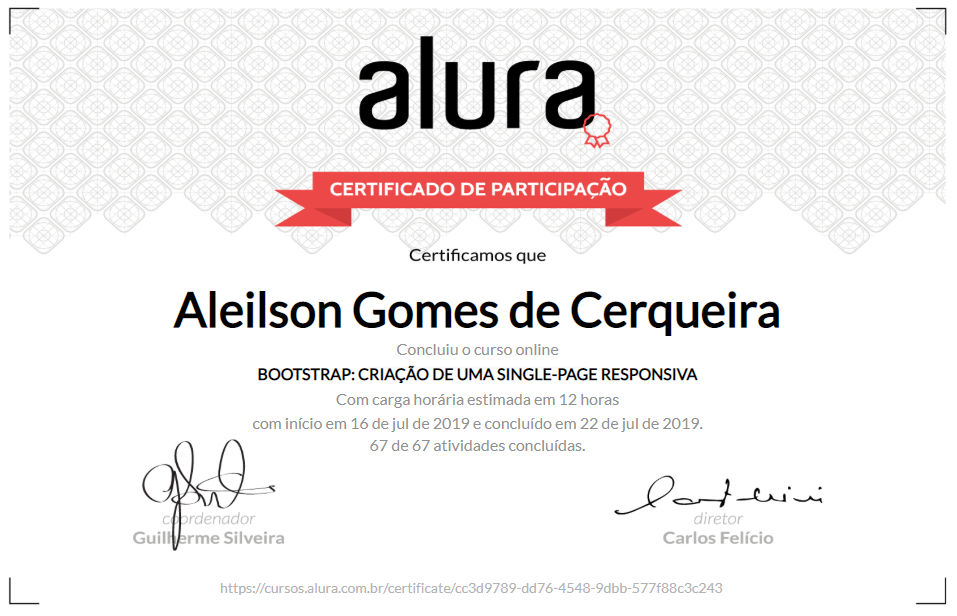 alura
CERTIFICADO DE PARTICIPAÇÃO
Certificamos que
Aleilson Gomes de Cerqueira
Concluiu o curso online
BOOTSTRAP: CRIAÇÃO DE UMA SINGLE-PAGE RESPONSIVA
Com carga horária estimada em 12 horas
com início em 16 de jul de 2019 e concluído em 22 de jul de 2019.
67 de 67 atividades concluídas.
coordenador
Guilherme Silveira
diretor
Carlos Felício
https://cursos.alura.com.br/certificate/cc3d9789-dd76-4548-9dbb-577f88c3c243